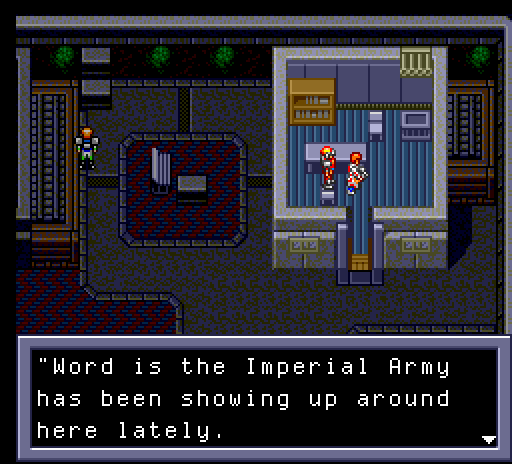 "Word is the Imperial Army
has been showing up around
here lately.